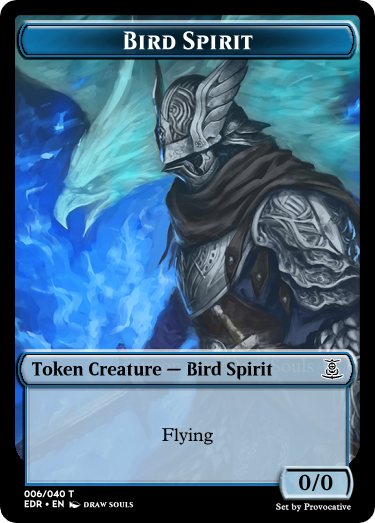 Bird Spirit
Token Creature — Bird Spirit
Flying
0/0
006/040 T
EDR • EN DRAW SOULS
Set by Provocative